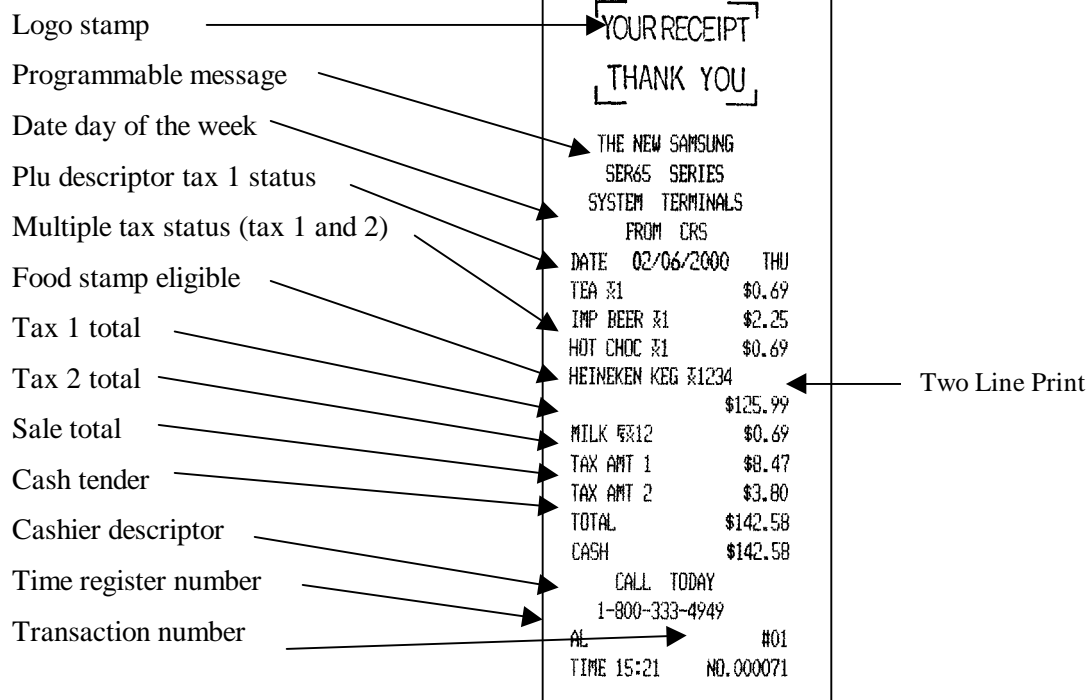 Logo stamp
Programmable message
Date day of the week
Plu descriptor tax 1 status
Multiple tax status (tax 1 and 2)
Food stamp eligible
Tax 1 total
Tax 2 total
Sale total
Cash tender
Cashier descriptor
Time register number
Transaction number
YOUR RECEIPT
THANK YOU
THE NEW SAMSUNG
SER65 SERIES
SYSTEM TERMINALS
FROM CRS
DATE 02/06/2000 THU
TEA 1 $0.69
IMP BEER 1 $2.25
HOT CHOC 1 $0.69
HEINEKEN KEG 1234
$125.99
MILK 12 $0.69
TAX AMT 1 $8.47
TAX AMT 2 $3.80
TOTAL $142.58
CASH $142.58
CALL TODAY
1-800-333-4949
AL #01
TIME 15:21 NO.000071
Two Line Print